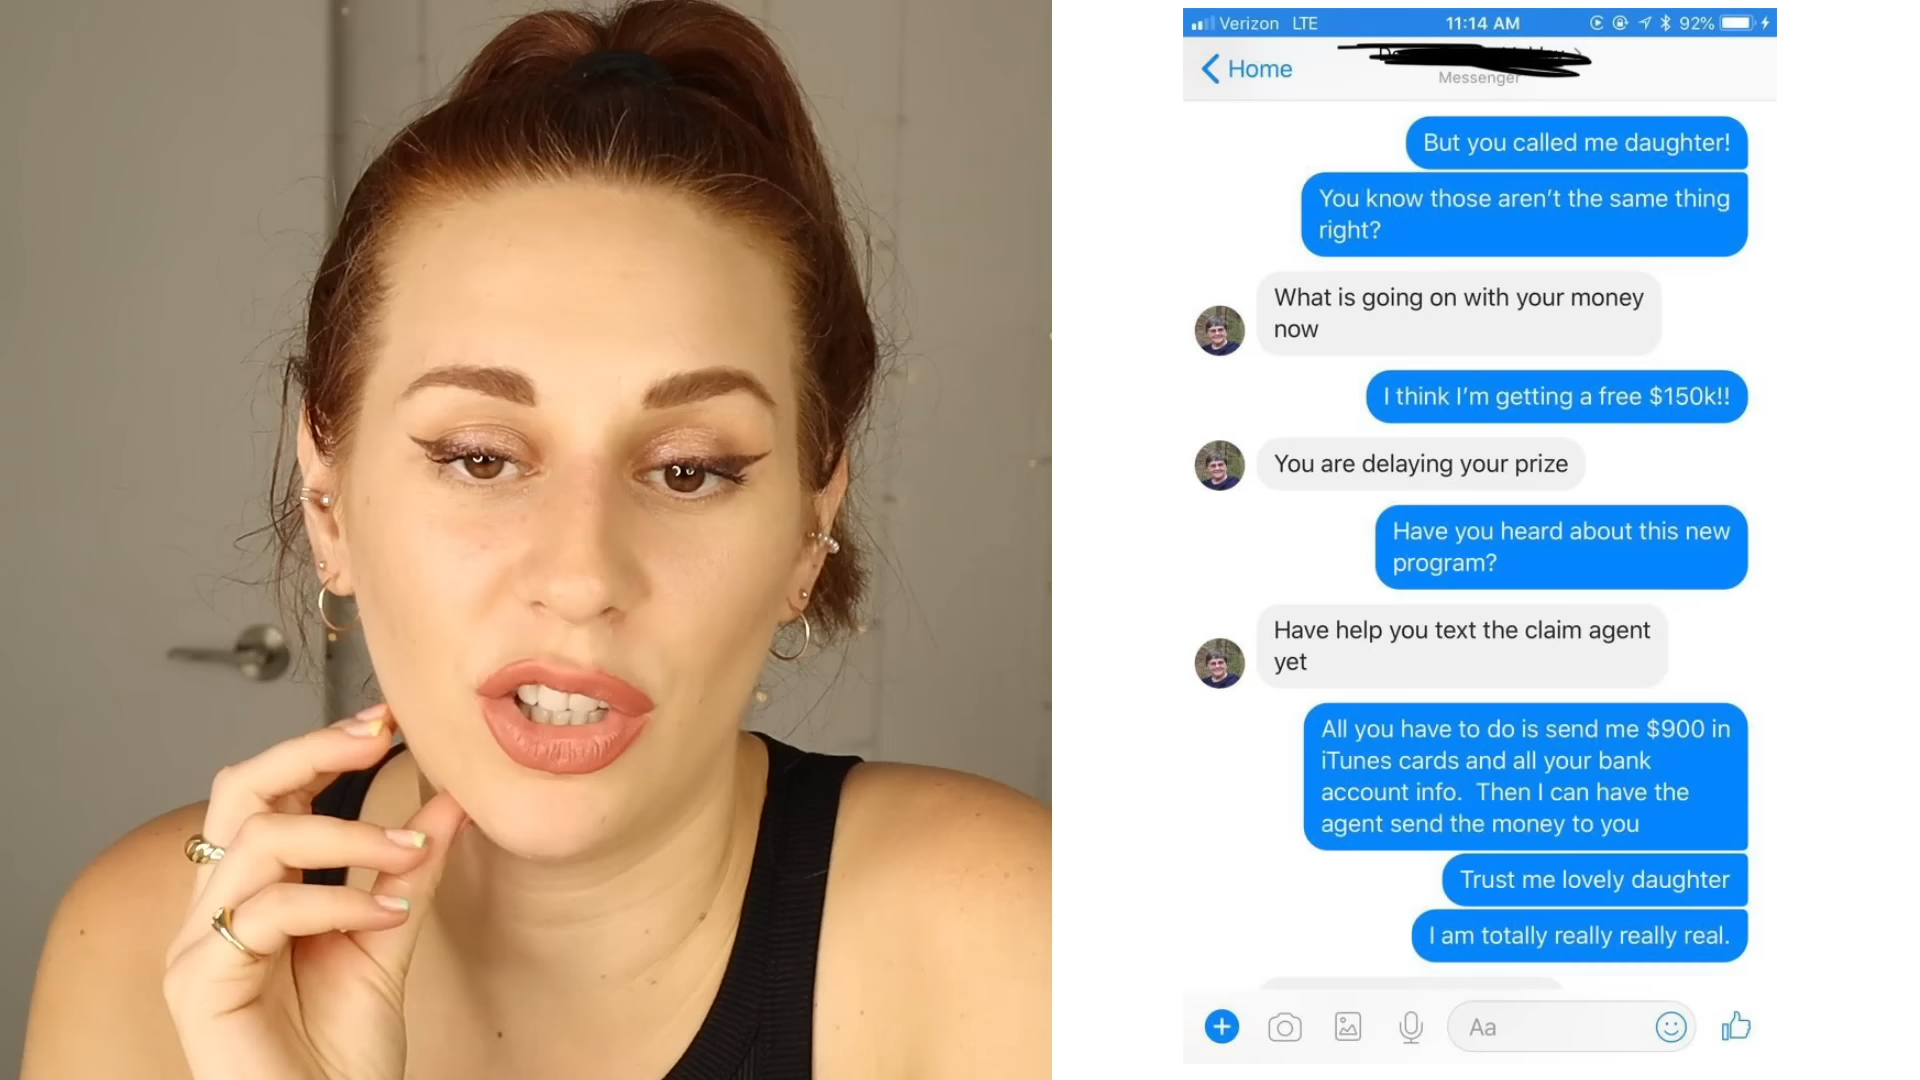 Verizon LTE 11:14 AM 92%
Home
Messenger
But you called me daughter!
You know those aren’t the same thing
right?
What is going on with your money
now
I think I’m getting a free $150k!!
You are delaying your prize
Have you heard about this new
program?
Have help you text the claim agent
yet
All you have to do is send me $900 in
iTunes cards and all your bank
account info. Then I can have the
agent send the money to you
Trust me lovely daughter
I am totally really really real.
Aa